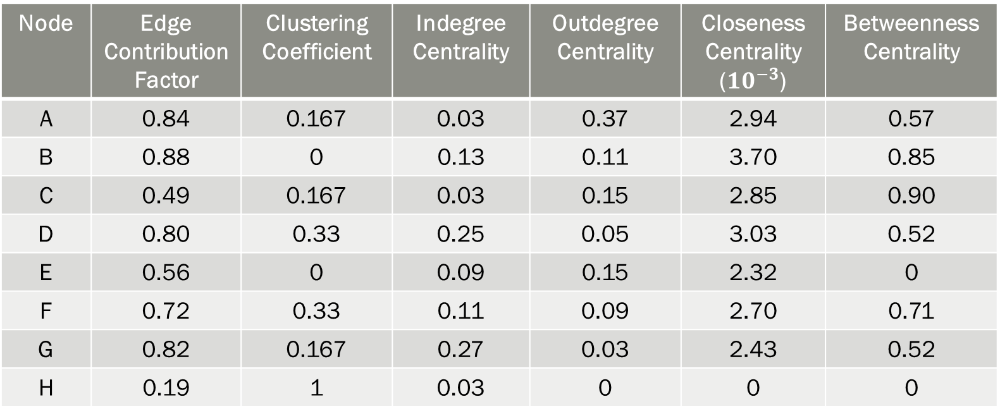 Node Edge Contribution Factor Clustering Coefficient Indegree Centrality Outdegree Centrality Closeness Centrality (10⁻³) Betweenness Centrality
A 0.84 0.167 0.03 0.37 2.94 0.57
B 0.88 0 0.13 0.11 3.70 0.85
C 0.49 0.167 0.03 0.15 2.85 0.90
D 0.80 0.33 0.25 0.05 3.03 0.52
E 0.56 0 0.09 0.15 2.32 0
F 0.72 0.33 0.11 0.09 2.70 0.71
G 0.82 0.167 0.27 0.03 2.43 0.52
H 0.19 1 0.03 0 0 0